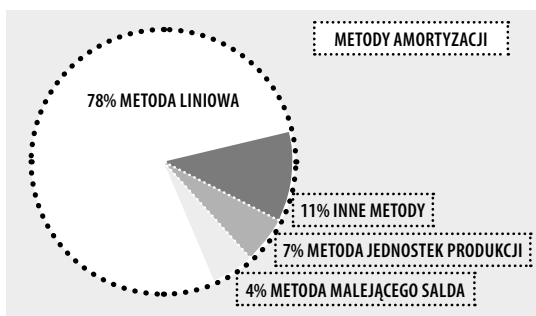 METODY AMORTYZACJI
78% METODA LINIOWA
11% INNE METODY
7% METODA JEDNOSTEK PRODUKCJI
4% METODA MALEJĄCEGO SALDA